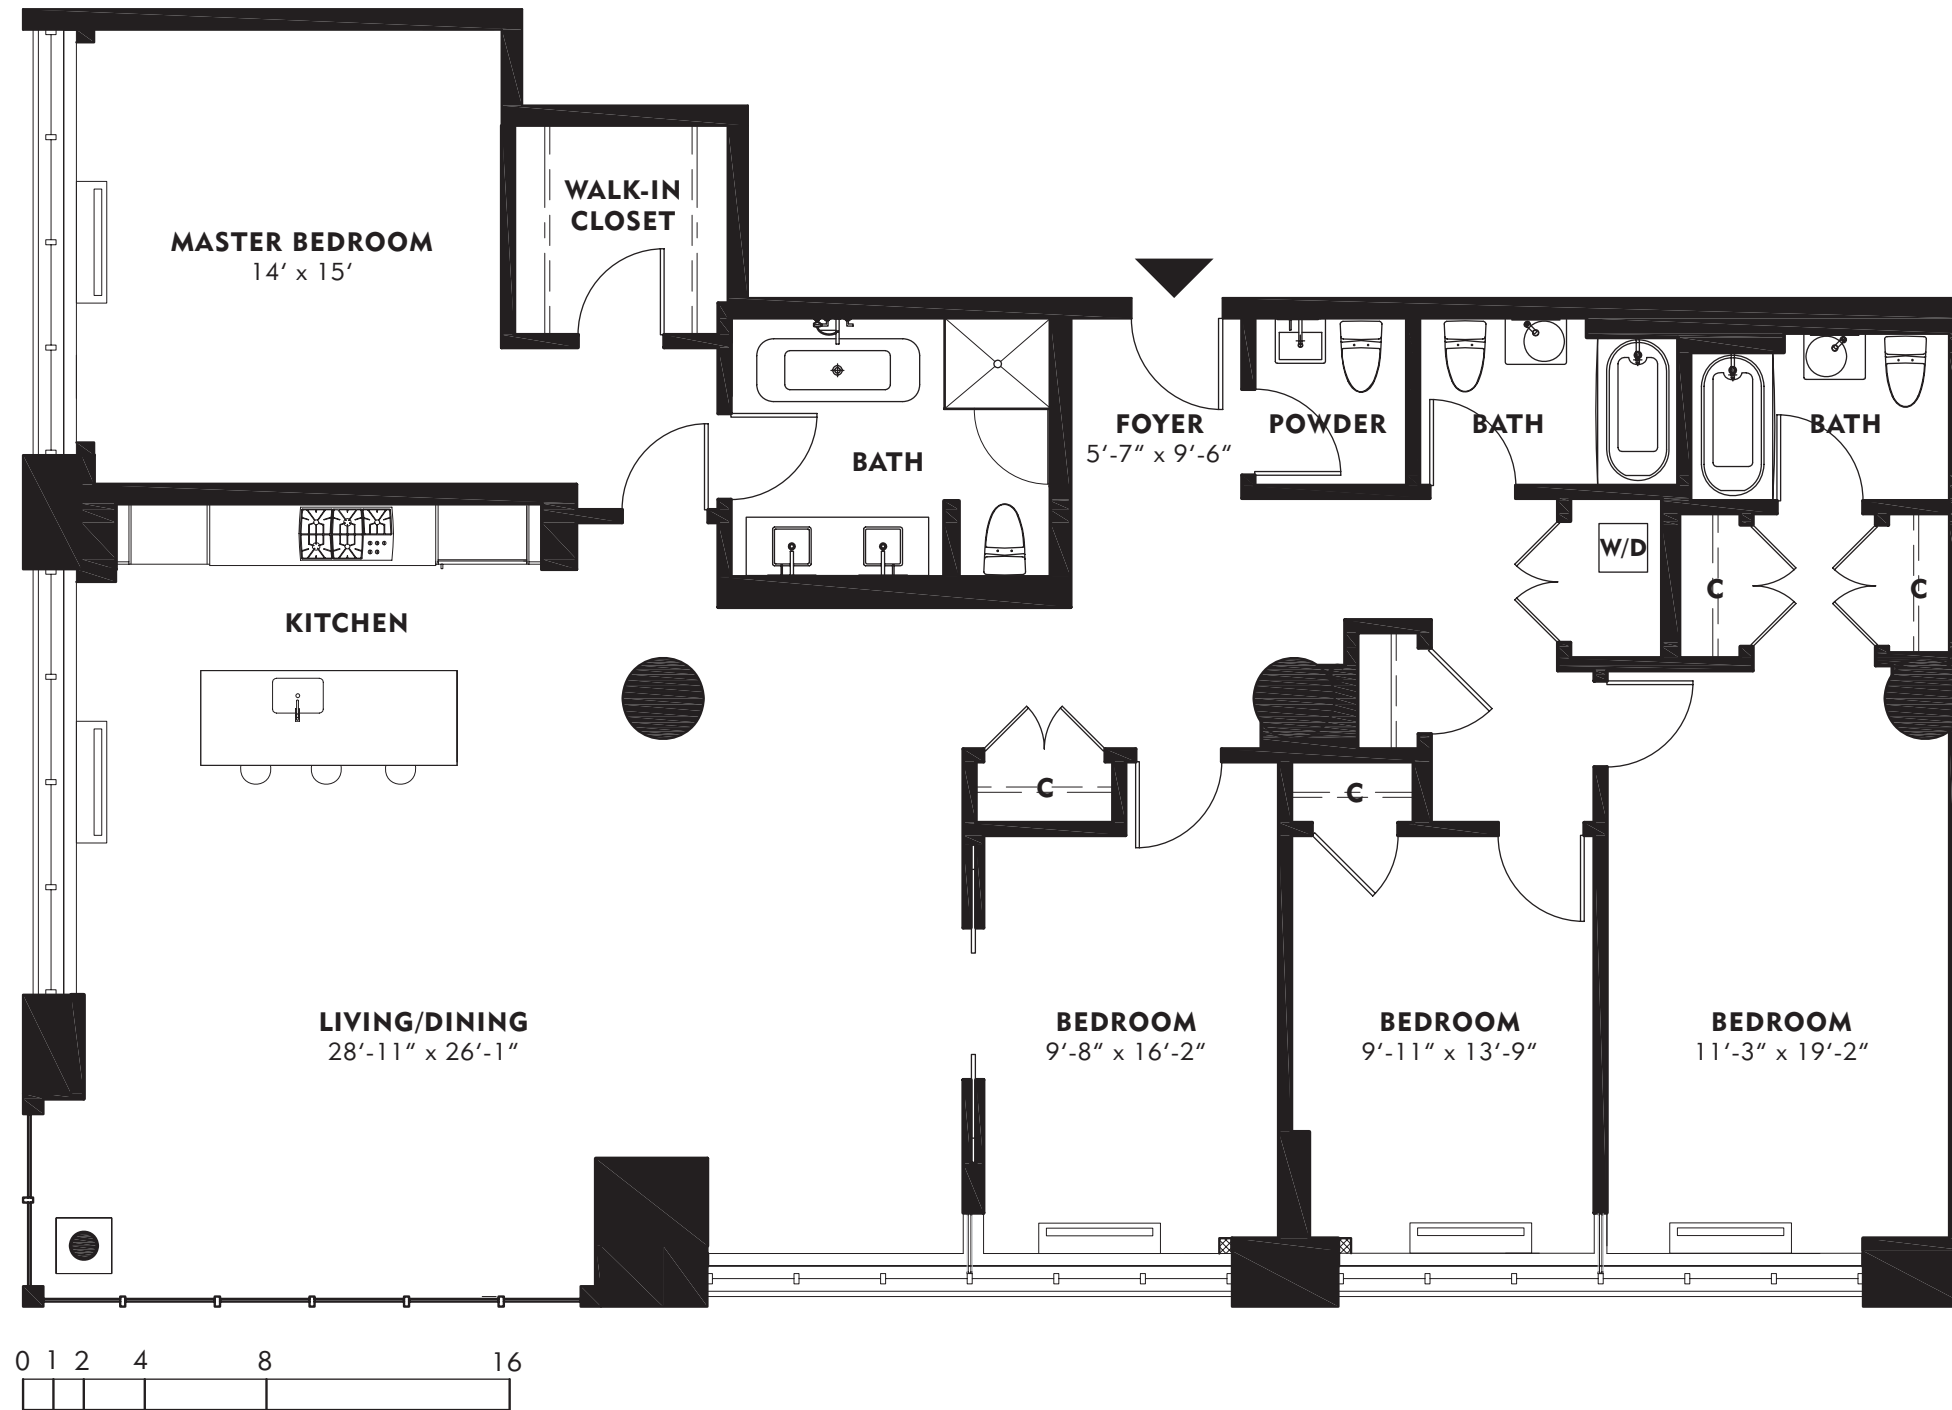 WALK-IN
CLOSET
MASTER BEDROOM
14' x 15'
FOYER
5'-7" x 9'-6"
POWDER
BATH
BATH
BATH
W/D
C
C
KITCHEN
C
C
LIVING/DINING
28'-11" x 26'-1"
BEDROOM
9'-8" x 16'-2"
BEDROOM
9'-11" x 13'-9"
BEDROOM
11'-3" x 19'-2"
0 1 2 4 8 16